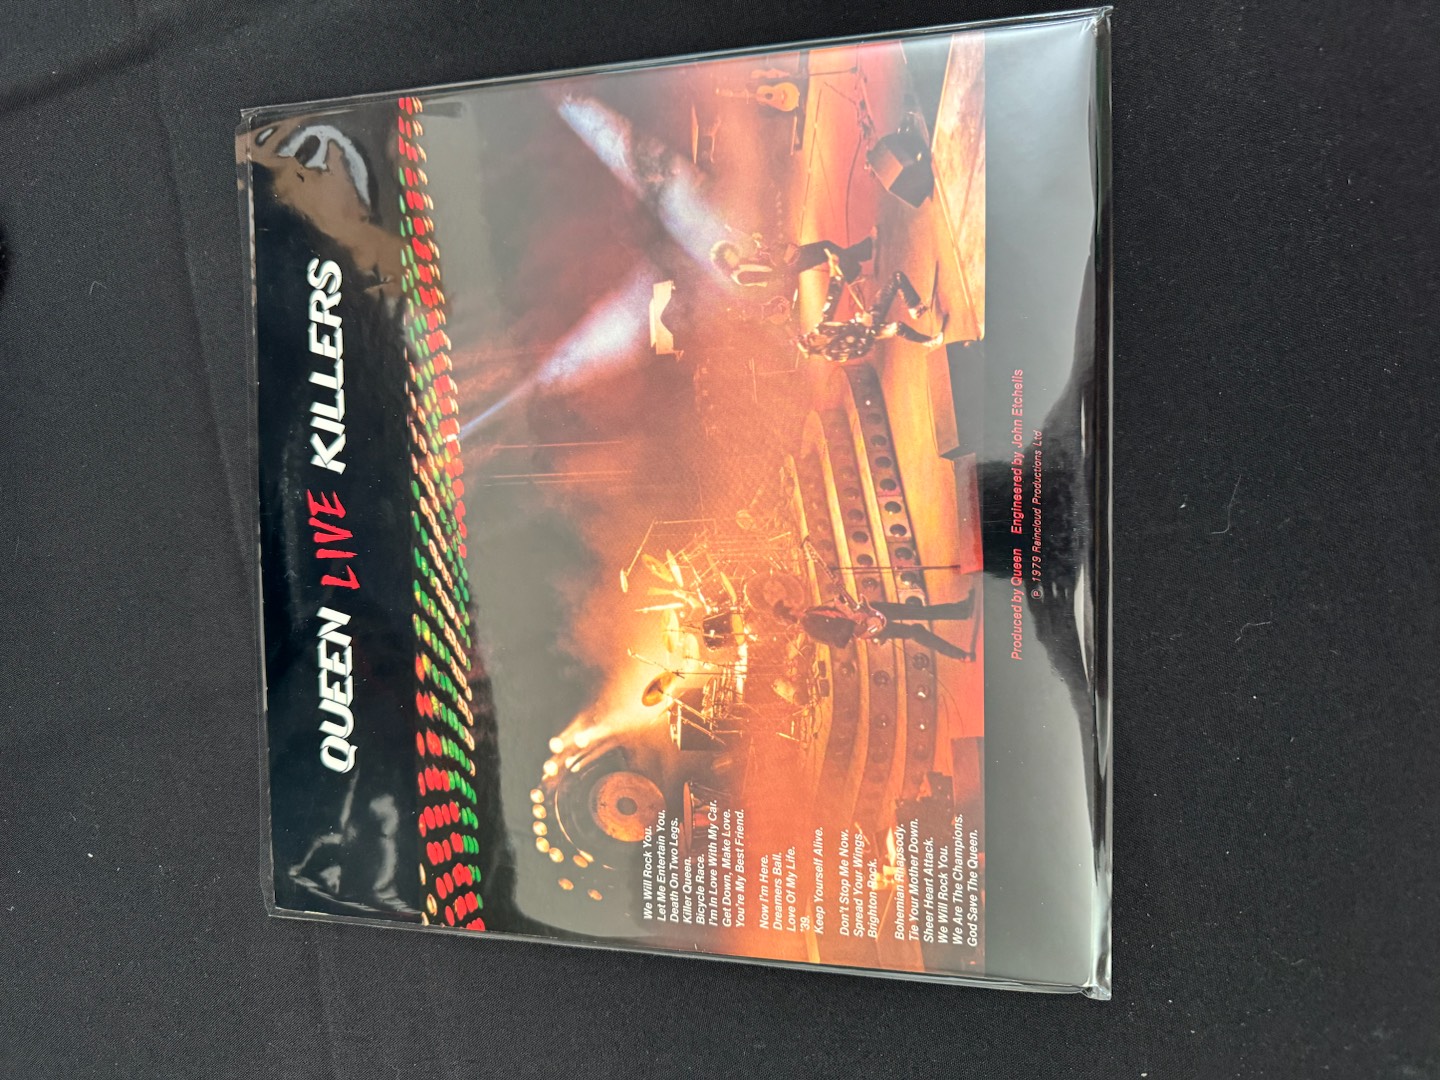 QUEEN LIVE KILLERS
We Will Rock You.
Let Me Entertain You.
Death On Two Legs.
Killer Queen.
Bicycle Race.
I'm In Love With My Car.
Get Down, Make Love.
You're My Best Friend.
Now I'm Here.
Dreamers Ball.
Love Of My Life.
'39.
Keep Yourself Alive.
Don't Stop Me Now.
Spread Your Wings.
Brighton Rock.
Bohemian Rhapsody.
Tie Your Mother Down.
Sheer Heart Attack.
We Will Rock You.
We Are The Champions.
God Save The Queen.
Produced by Queen Engineered by John Etchells
℗ 1979 Raincloud Productions Ltd